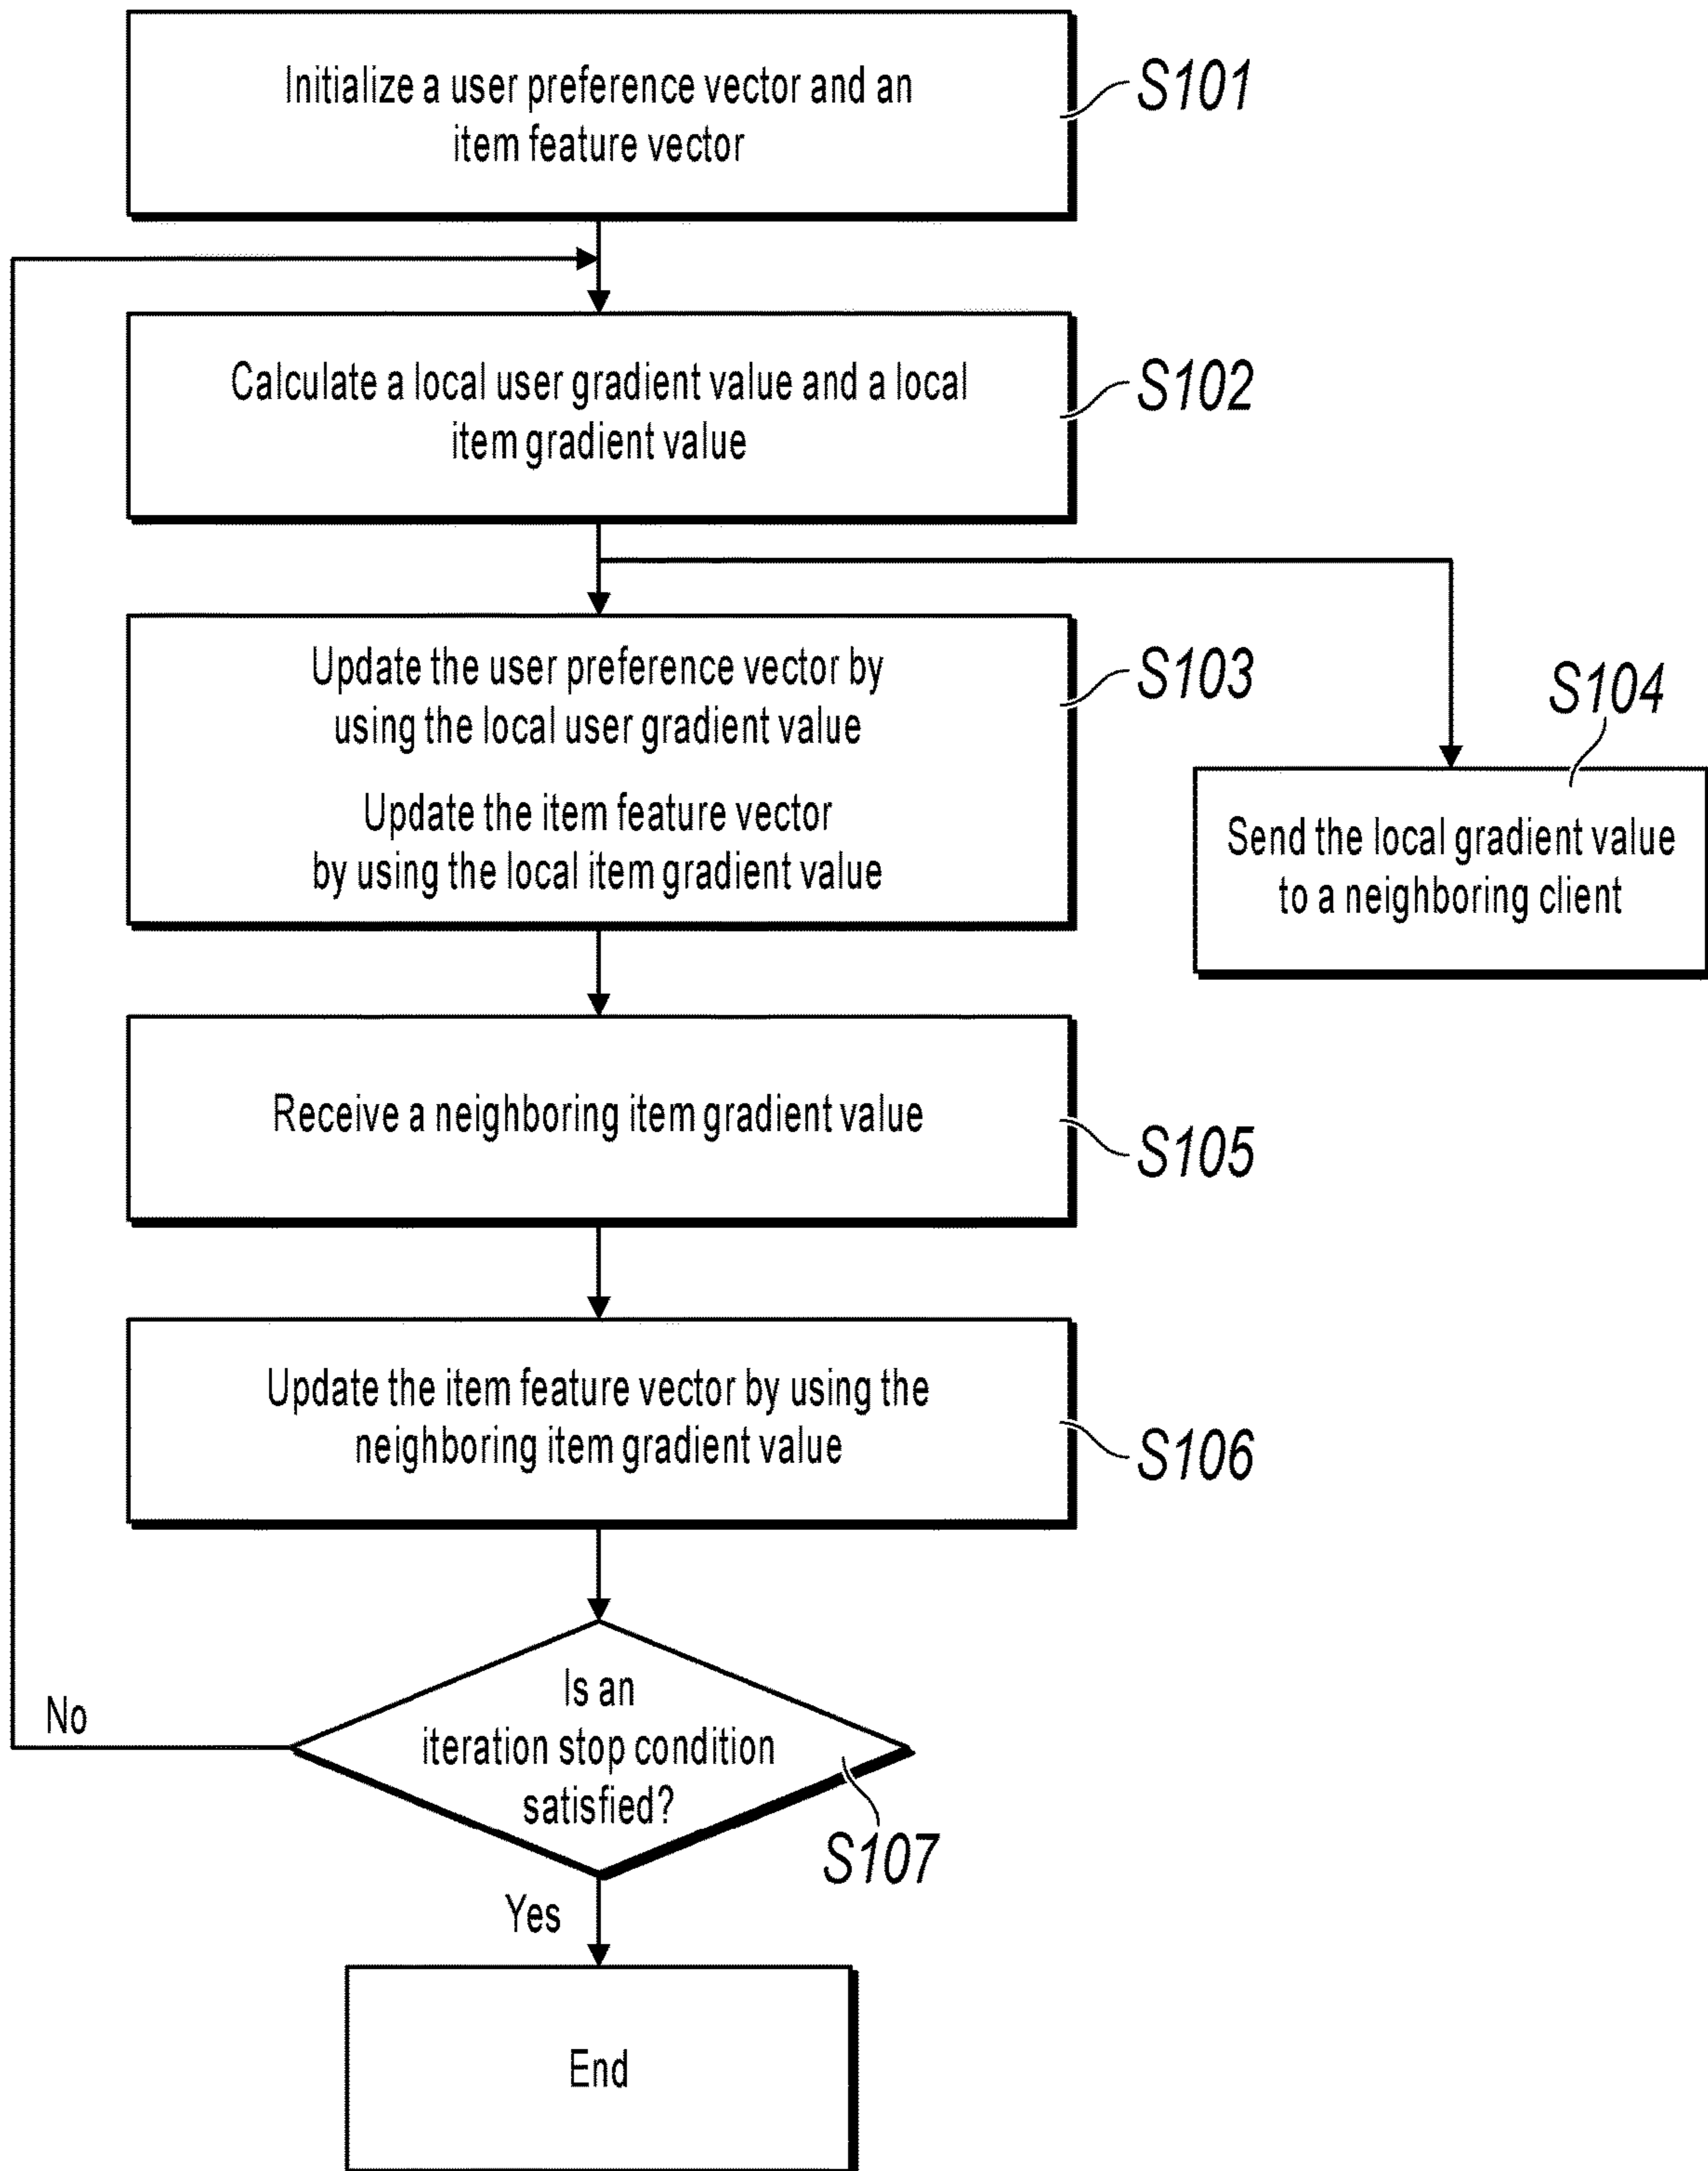 Initialize a user preference vector and an
item feature vector
S101
Calculate a local user gradient value and a local
item gradient value
S102
Update the user preference vector by
using the local user gradient value
Update the item feature vector
by using the local item gradient value
S103
S104
Send the local gradient value
to a neighboring client
Receive a neighboring item gradient value
S105
Update the item feature vector by using the
neighboring item gradient value
S106
Is an
iteration stop condition
satisfied?
S107
No
Yes
End